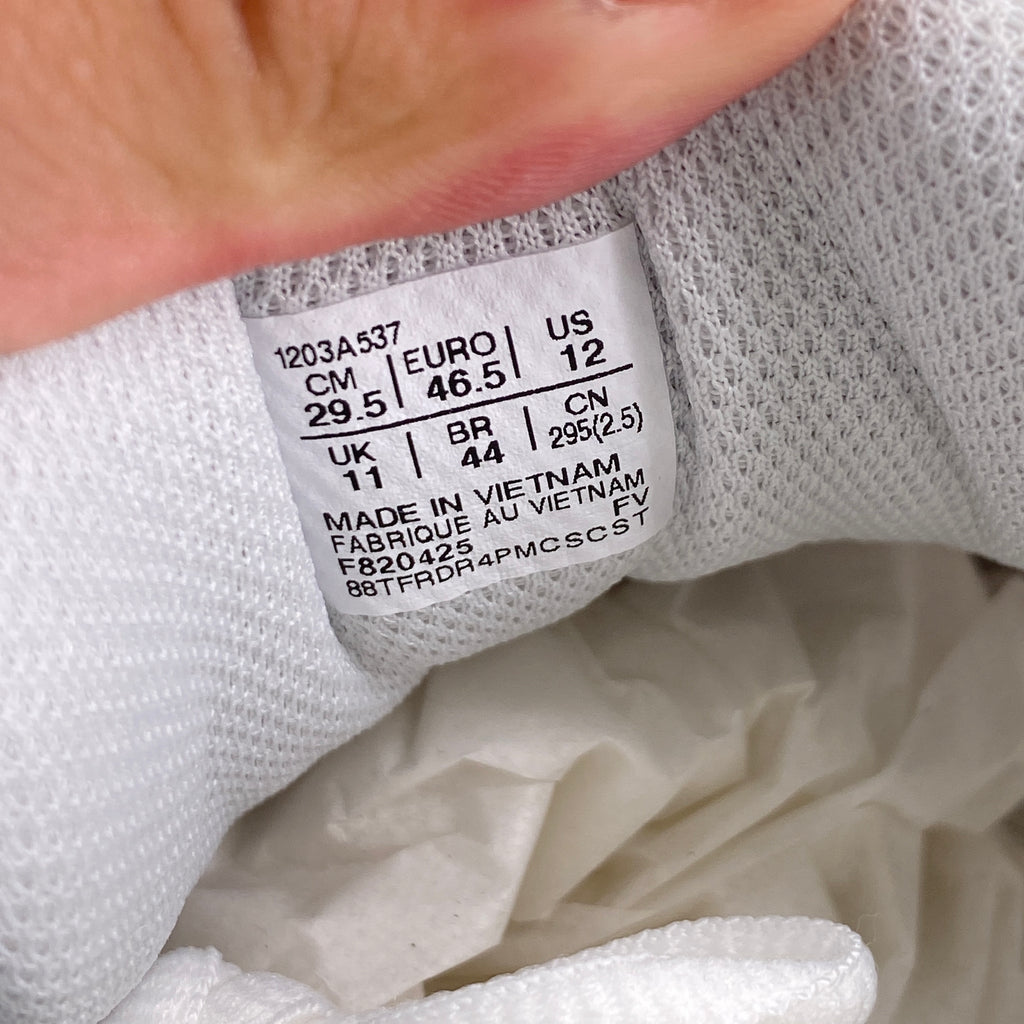 1203A537
CM | EURO | US
29.5 | 46.5 | 12
UK | BR | CN
11 | 44 | 295(2.5)
MADE IN VIETNAM
FABRIQUE AU VIETNAM
F820425 FV
88TFRDR4PMCSCST